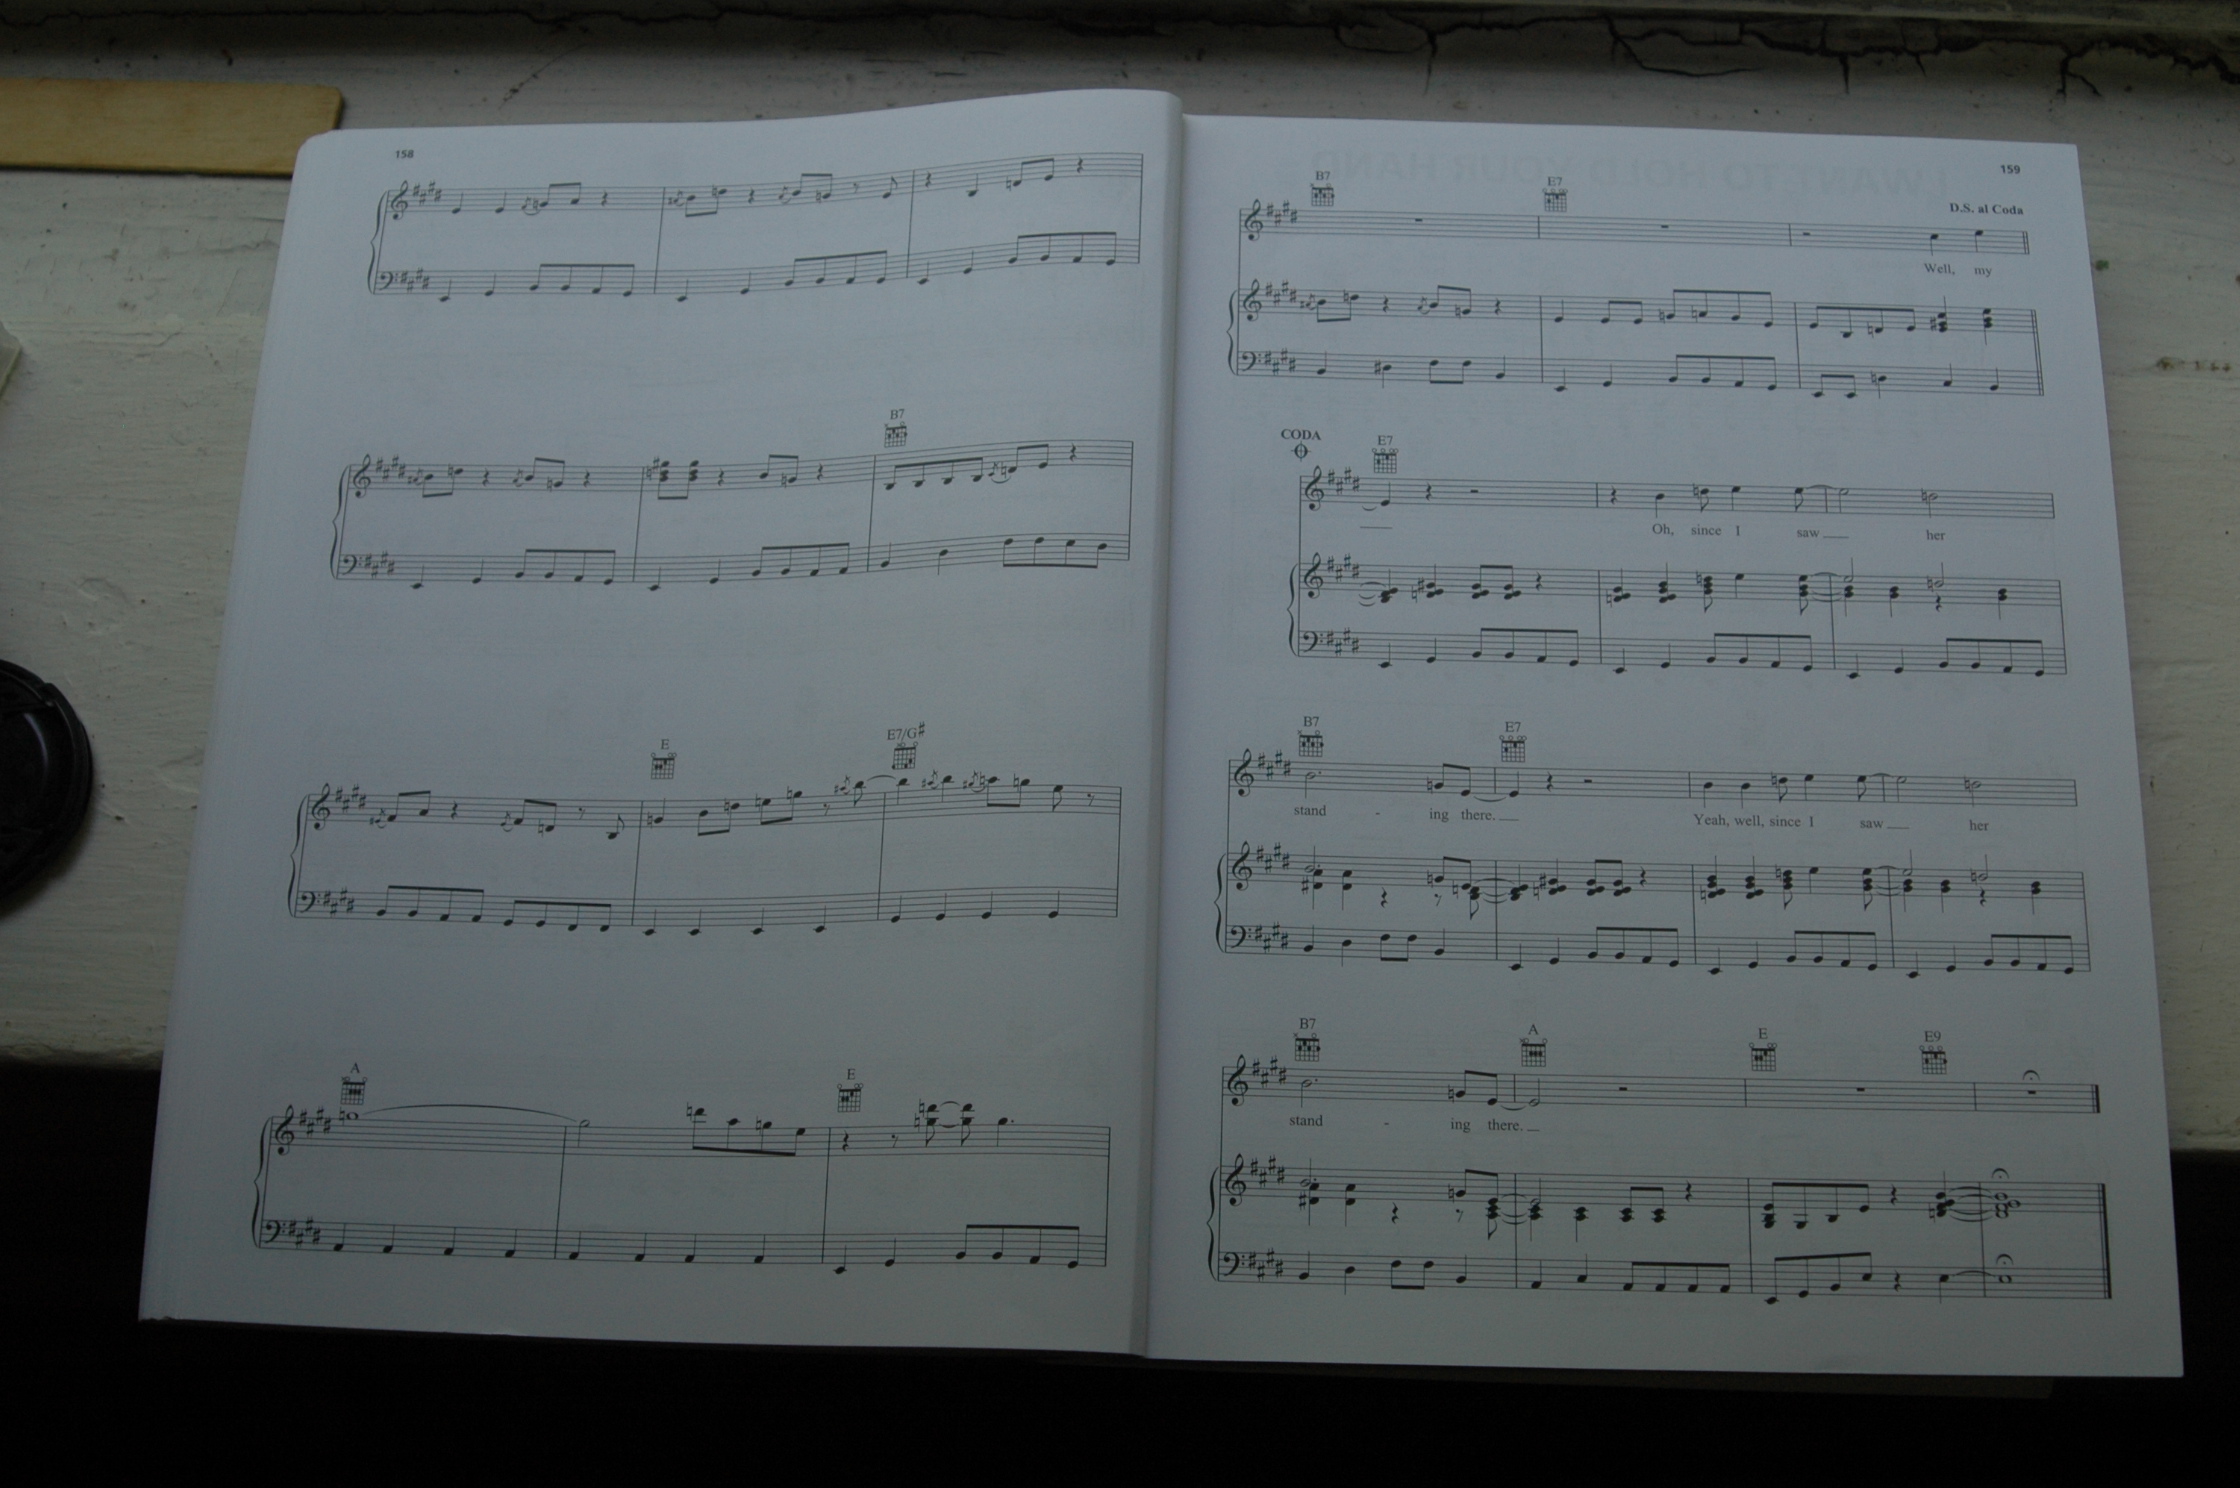 158
B7
E
E7/G#
A
E
159
B7 E7
D.S. al Coda
Well, my
CODA
E7
Oh, since I saw her
B7 E7
stand - ing there. Yeah, well, since I saw her
B7 A E E9
stand - ing there.